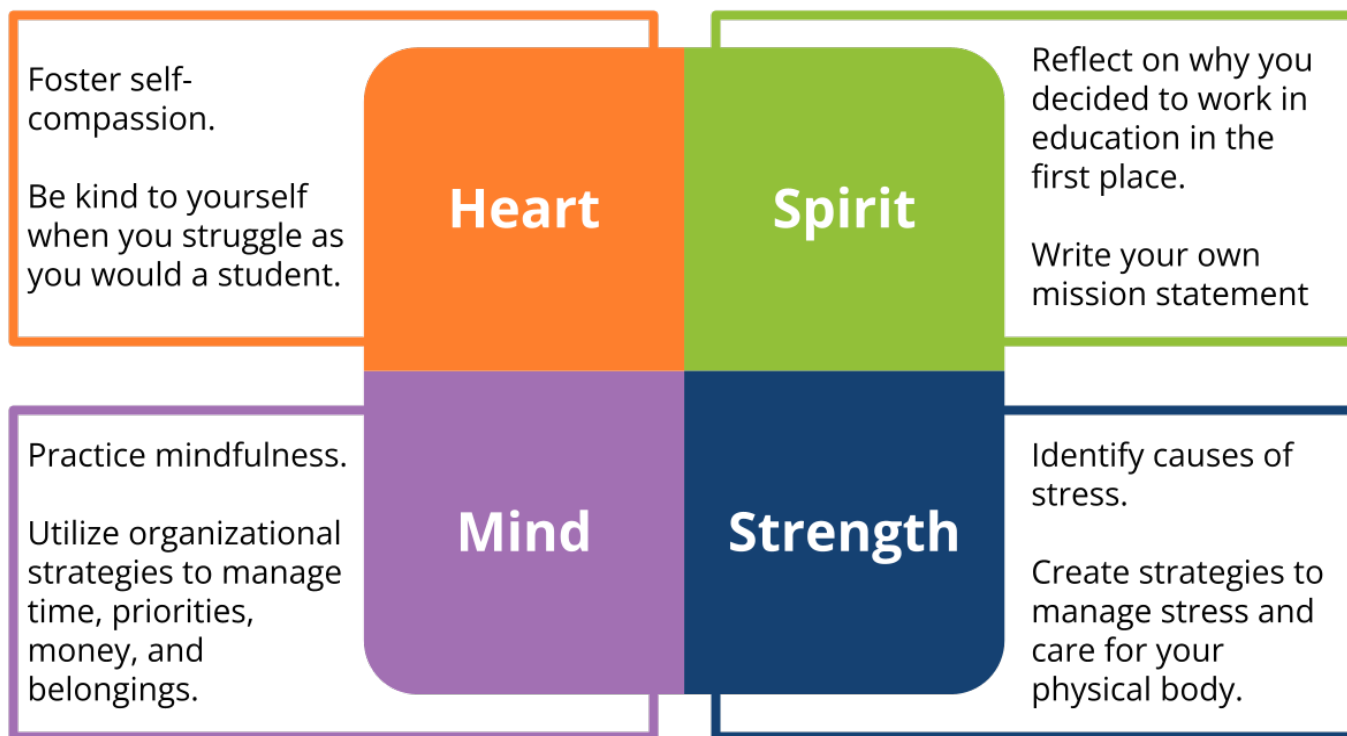 Foster self-
compassion.
Be kind to yourself
when you struggle as
you would a student.
Heart
Spirit
Reflect on why you
decided to work in
education in the
first place.
Write your own
mission statement
Practice mindfulness.
Utilize organizational
strategies to manage
time, priorities,
money, and
belongings.
Mind
Strength
Identify causes of
stress.
Create strategies to
manage stress and
care for your
physical body.